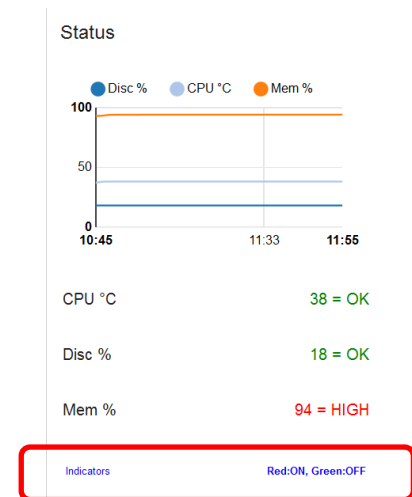 Status
Disc % CPU °C Mem %
100
50
0
10:45 11:33 11:55
CPU °C 38 = OK
Disc % 18 = OK
Mem % 94 = HIGH
Indicators Red:ON, Green:OFF